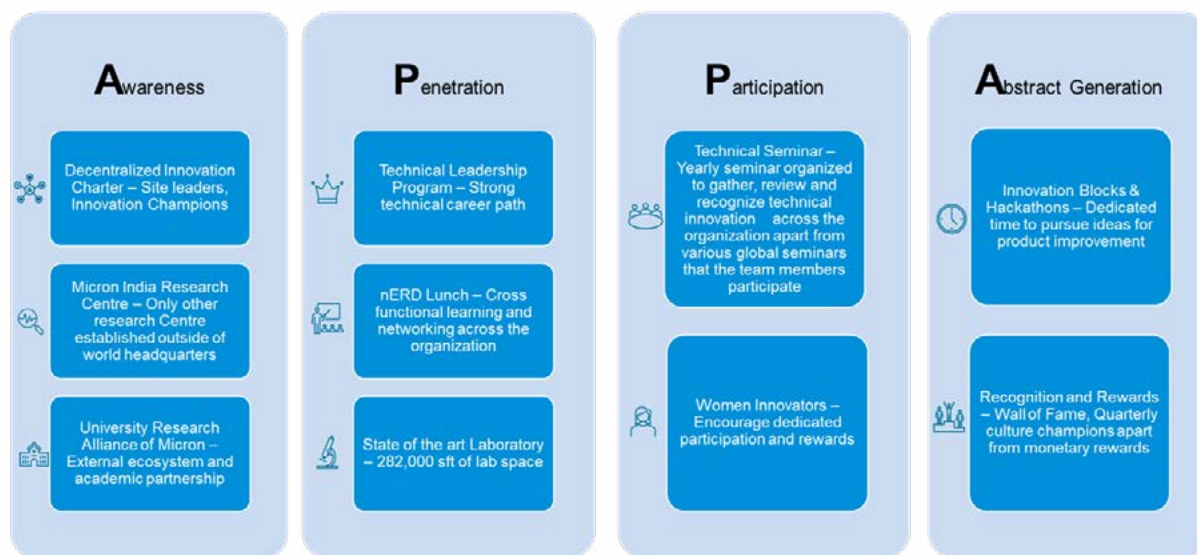 Awareness
Decentralized Innovation
Charter – Site leaders,
Innovation Champions
Micron India Research
Centre – Only other
research Centre
established outside of
world headquarters
University Research
Alliance of Micron –
External ecosystem and
academic partnership
Penetration
Technical Leadership
Program – Strong
technical career path
nERD Lunch – Cross
functional learning and
networking across the
organization
State of the art Laboratory
– 282,000 sft of lab space
Participation
Technical Seminar –
Yearly seminar organized
to gather, review and
recognize technical
innovation across the
organization apart from
various global seminars
that the team members
participate
Women Innovators –
Encourage dedicated
participation and rewards
Abstract Generation
Innovation Blocks &
Hackathons – Dedicated
time to pursue ideas for
product improvement
Recognition and Rewards
– Wall of Fame, Quarterly
culture champions apart
from monetary rewards